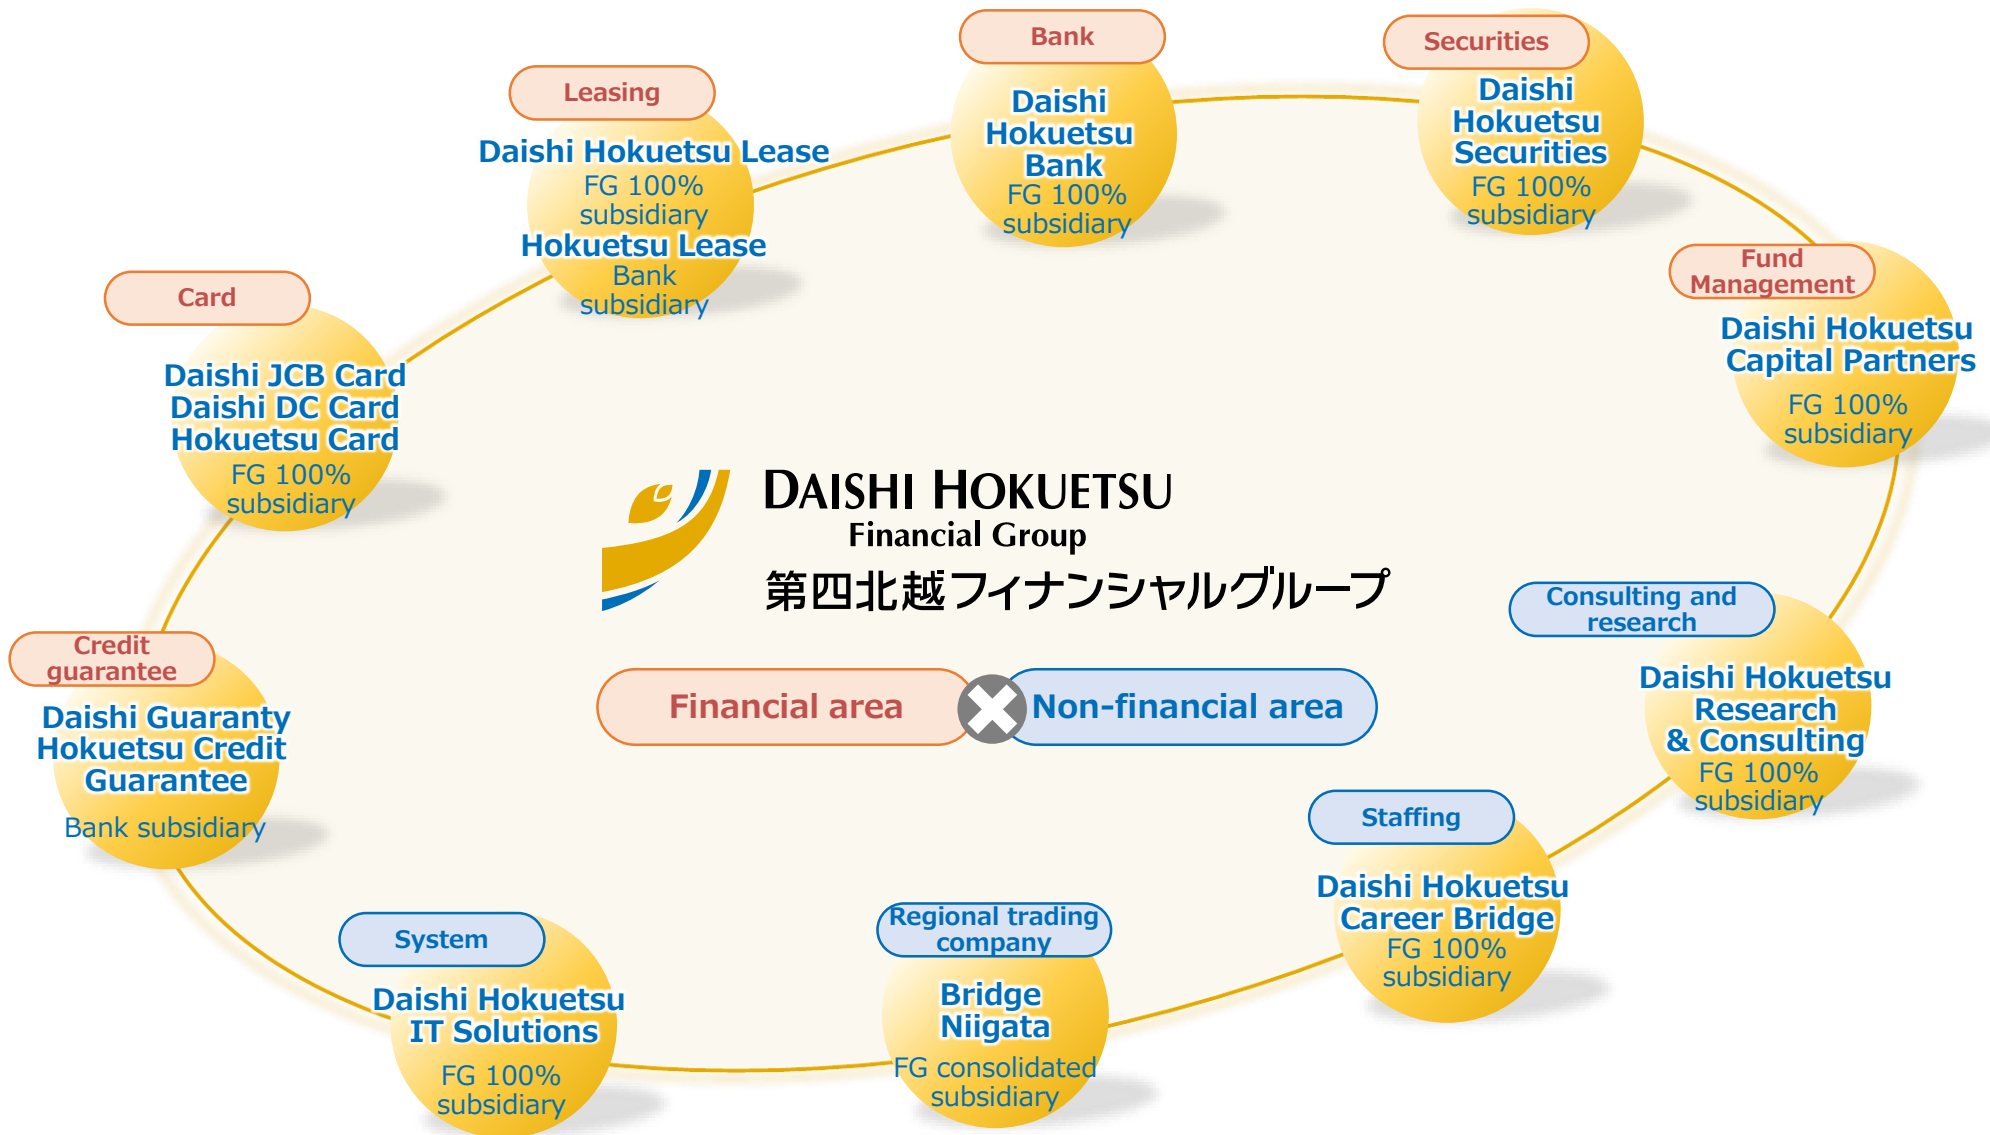 Bank
Daishi
Hokuetsu
Bank
FG 100%
subsidiary
Securities
Daishi
Hokuetsu
Securities
FG 100%
subsidiary
Leasing
Daishi Hokuetsu Lease
FG 100%
subsidiary
Hokuetsu Lease
Bank
subsidiary
Fund
Management
Daishi Hokuetsu
Capital Partners
FG 100%
subsidiary
Card
Daishi JCB Card
Daishi DC Card
Hokuetsu Card
FG 100%
subsidiary
DAISHI HOKUETSU
Financial Group
第四北越フィナンシャルグループ
Financial area
Non-financial area
Consulting and
research
Daishi Hokuetsu
Research
& Consulting
FG 100%
subsidiary
Credit
guarantee
Daishi Guaranty
Hokuetsu Credit
Guarantee
Bank subsidiary
Staffing
Daishi Hokuetsu
Career Bridge
FG 100%
subsidiary
System
Daishi Hokuetsu
IT Solutions
FG 100%
subsidiary
Regional trading
company
Bridge
Niigata
FG consolidated
subsidiary